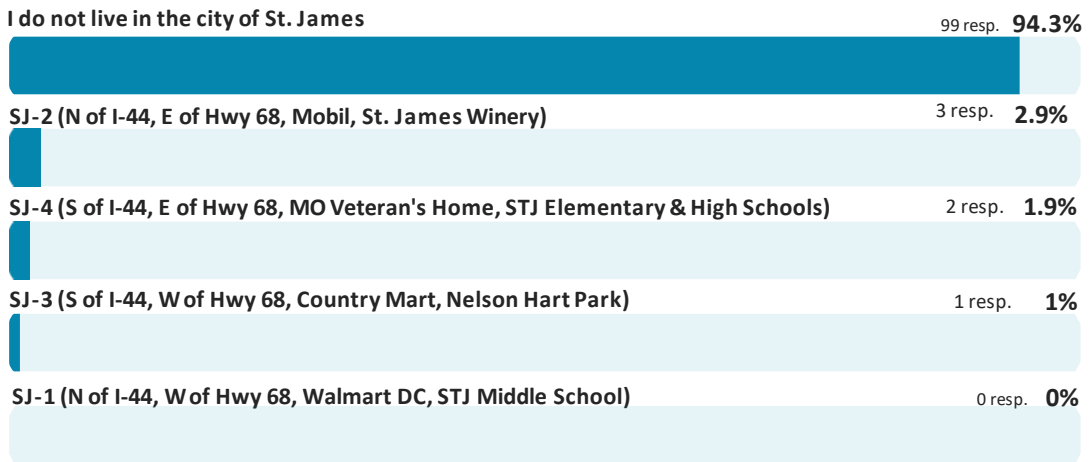 I do not live in the city of St. James 99 resp. 94.3%
SJ-2 (N of I-44, E of Hwy 68, Mobil, St. James Winery) 3 resp. 2.9%
SJ-4 (S of I-44, E of Hwy 68, MO Veteran's Home, STJ Elementary & High Schools) 2 resp. 1.9%
SJ-3 (S of I-44, W of Hwy 68, Country Mart, Nelson Hart Park) 1 resp. 1%
SJ-1 (N of I-44, W of Hwy 68, Walmart DC, STJ Middle School) 0 resp. 0%